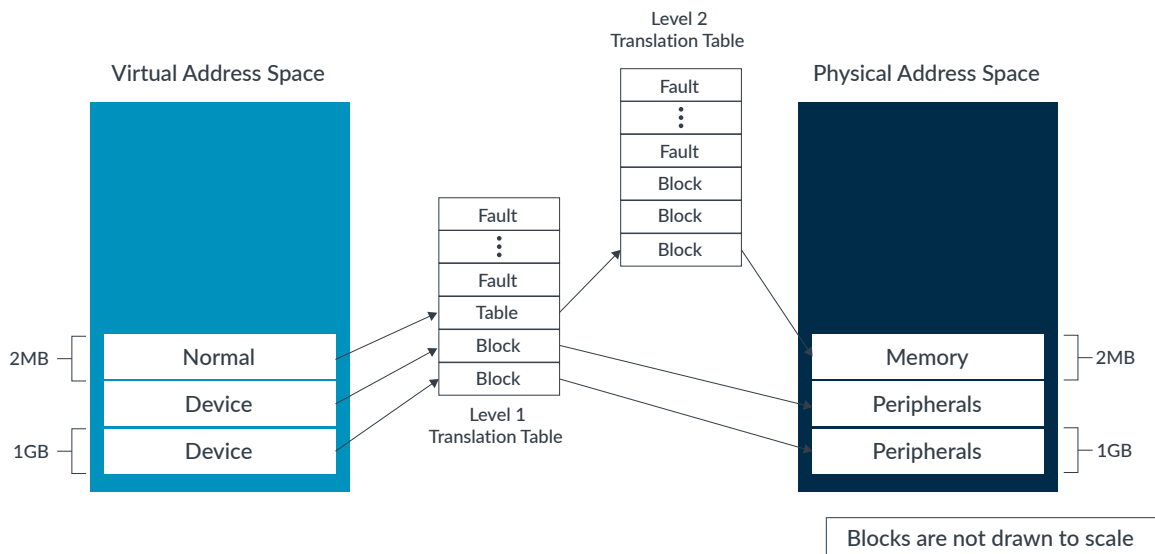 Level 2
Translation Table
Virtual Address Space
Physical Address Space
Fault
Fault
Block
Block
Block
Fault
Fault
Table
Block
Block
Level 1
Translation Table
2MB
Normal
Device
1GB
Device
Memory
2MB
Peripherals
Peripherals
1GB
Blocks are not drawn to scale